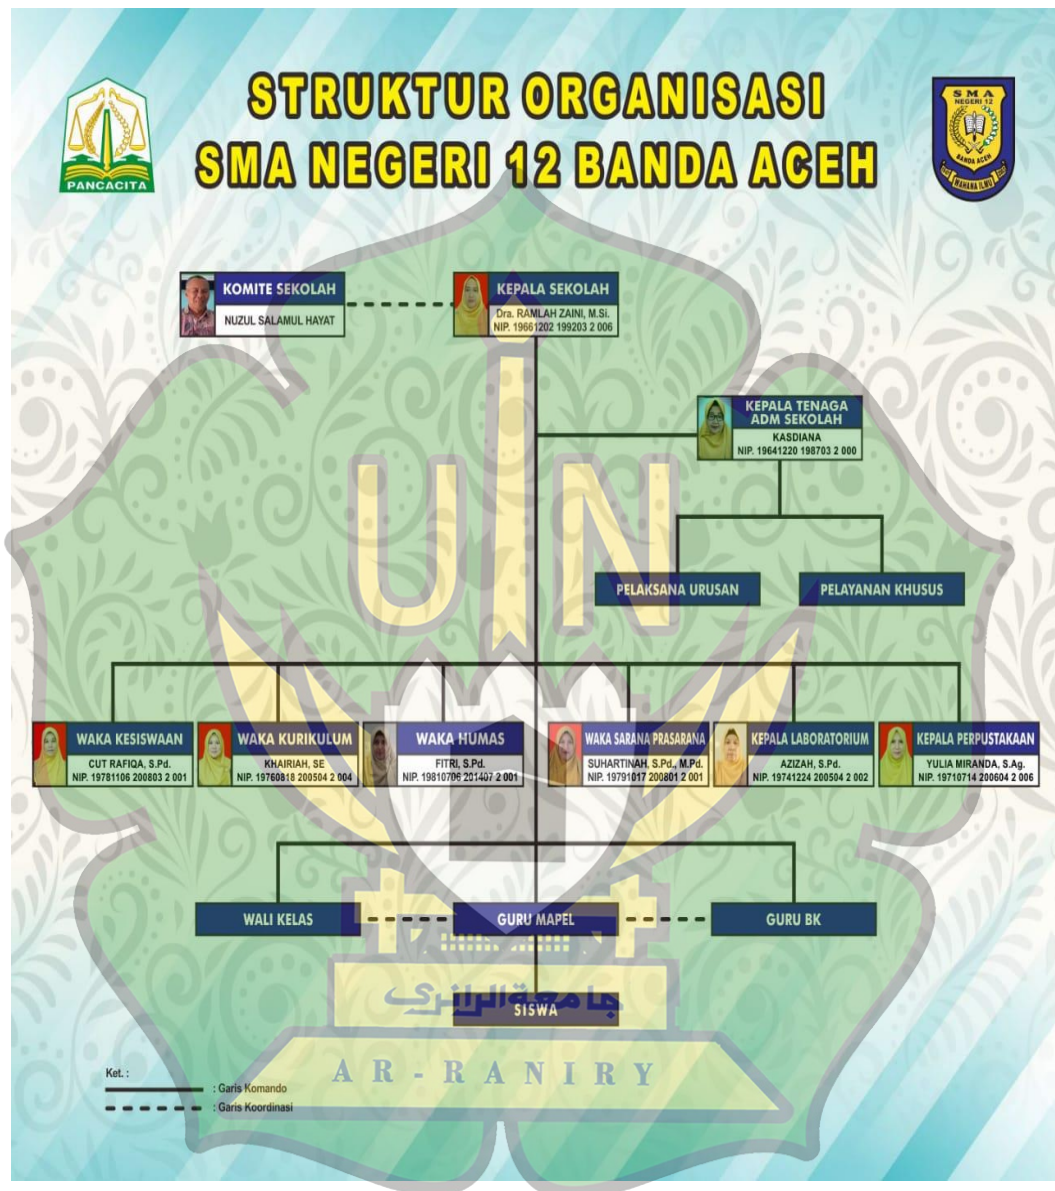 STRUKTUR ORGANISASI
SMA NEGERI 12 BANDA ACEH
PANCACITA
SMA
NEGERI 12
BANDA ACEH
WAHANA ILMU
KOMITE SEKOLAH
NUZUL SALAMUL HAYAT
KEPALA SEKOLAH
Dra. RAMLAH ZAINI, M.Si.
NIP. 19661202 199203 2 006
KEPALA TENAGA
ADM SEKOLAH
KASDIANA
NIP. 19641220 198703 2 000
UIN
PELAKSANA URUSAN
PELAYANAN KHUSUS
WAKA KESISWAAN
CUT RAFIQA, S.Pd.
NIP. 19781106 200803 2 001
WAKA KURIKULUM
KHAIRIAH, SE
NIP. 19760818 200504 2 004
WAKA HUMAS
FITRI, S.Pd.
NIP. 19810706 201407 2 001
WAKA SARANA PRASARANA
SUHARTINAH, S.Pd., M.Pd.
NIP. 19791017 200801 2 001
KEPALA LABORATORIUM
AZIZAH, S.Pd.
NIP. 19741224 200504 2 002
KEPALA PERPUSTAKAAN
YULIA MIRANDA, S.Ag.
NIP. 19710714 200604 2 006
WALI KELAS
GURU MAPEL
GURU BK
جامعة الرانري
SISWA
AR-RANIRY
Ket. :
: Garis Komando
: Garis Koordinasi